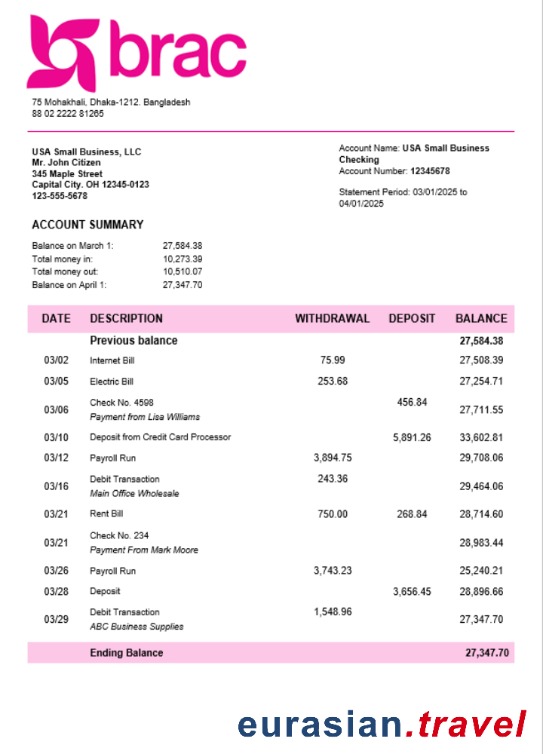 brac
75 Mohakhali, Dhaka-1212. Bangladesh
88 02 2222 81265
USA Small Business, LLC
Mr. John Citizen
345 Maple Street
Capital City. OH 12345-0123
123-555-5678
Account Name: USA Small Business
Checking
Account Number: 12345678
Statement Period: 03/01/2025 to
04/01/2025
ACCOUNT SUMMARY
Balance on March 1: 27,584.38
Total money in: 10,273.39
Total money out: 10,510.07
Balance on April 1: 27,347.70
DATE DESCRIPTION WITHDRAWAL DEPOSIT BALANCE
Previous balance 27,584.38
03/02 Internet Bill 75.99 27,508.39
03/05 Electric Bill 253.68 27,254.71
03/06 Check No. 4598 456.84 27,711.55
Payment from Lisa Williams
03/10 Deposit from Credit Card Processor 5,891.26 33,602.81
03/12 Payroll Run 3,894.75 29,708.06
03/16 Debit Transaction 243.36 29,464.06
Main Office Wholesale
03/21 Rent Bill 750.00 268.84 28,714.60
03/21 Check No. 234 28,983.44
Payment From Mark Moore
03/26 Payroll Run 3,743.23 25,240.21
03/28 Deposit 3,656.45 28,896.66
03/29 Debit Transaction 1,548.96 27,347.70
ABC Business Supplies
Ending Balance 27,347.70
eurasian.travel